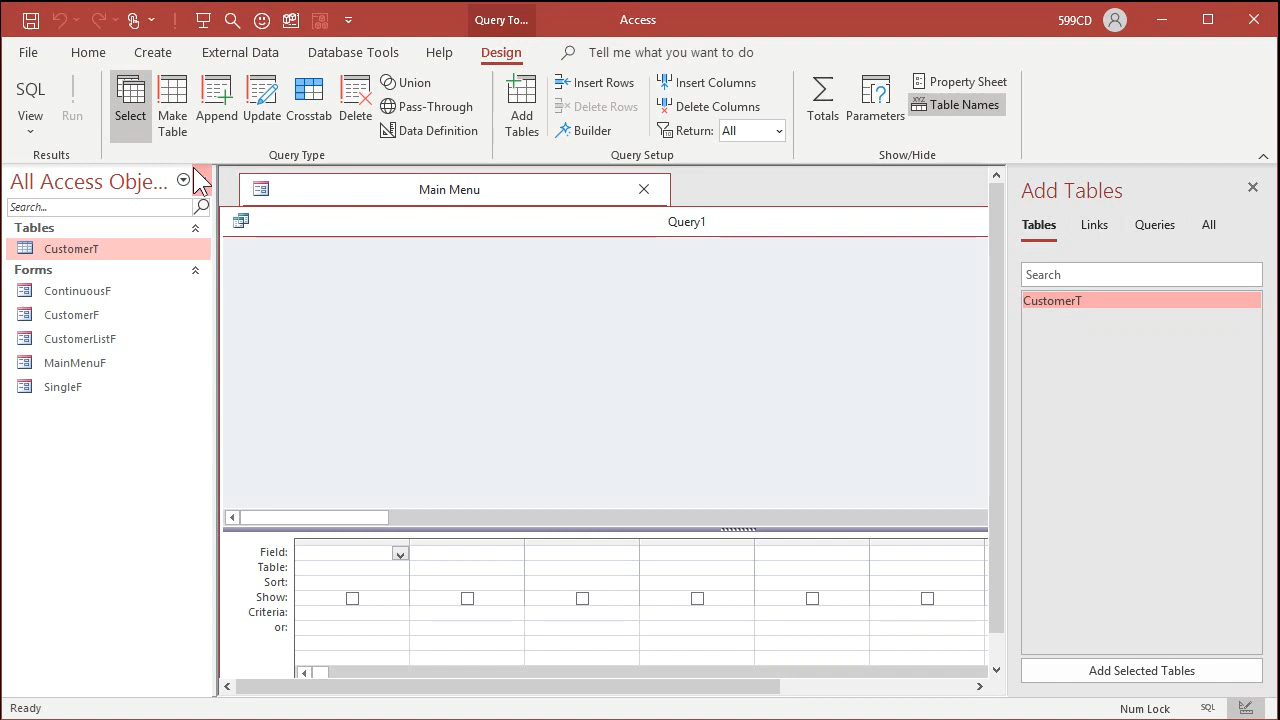 Query To...
Access
599CD
File
Home
Create
External Data
Database Tools
Help
Design
Tell me what you want to do
SQL
View
Run
Results
Select
Make Table
Append
Update
Crosstab
Delete
Union
Pass-Through
Data Definition
Query Type
Add Tables
Insert Rows
Delete Rows
Builder
Insert Columns
Delete Columns
Return: All
Query Setup
Totals
Parameters
Property Sheet
XYZ Table Names
Show/Hide
All Access Obje...
Search...
Tables
CustomerT
Forms
ContinuousF
CustomerF
CustomerListF
MainMenuF
SingleF
Main Menu
Query1
Field:
Table:
Sort:
Show:
Criteria:
or:
Add Tables
Tables
Links
Queries
All
Search
CustomerT
Add Selected Tables
Ready
Num Lock
SQL